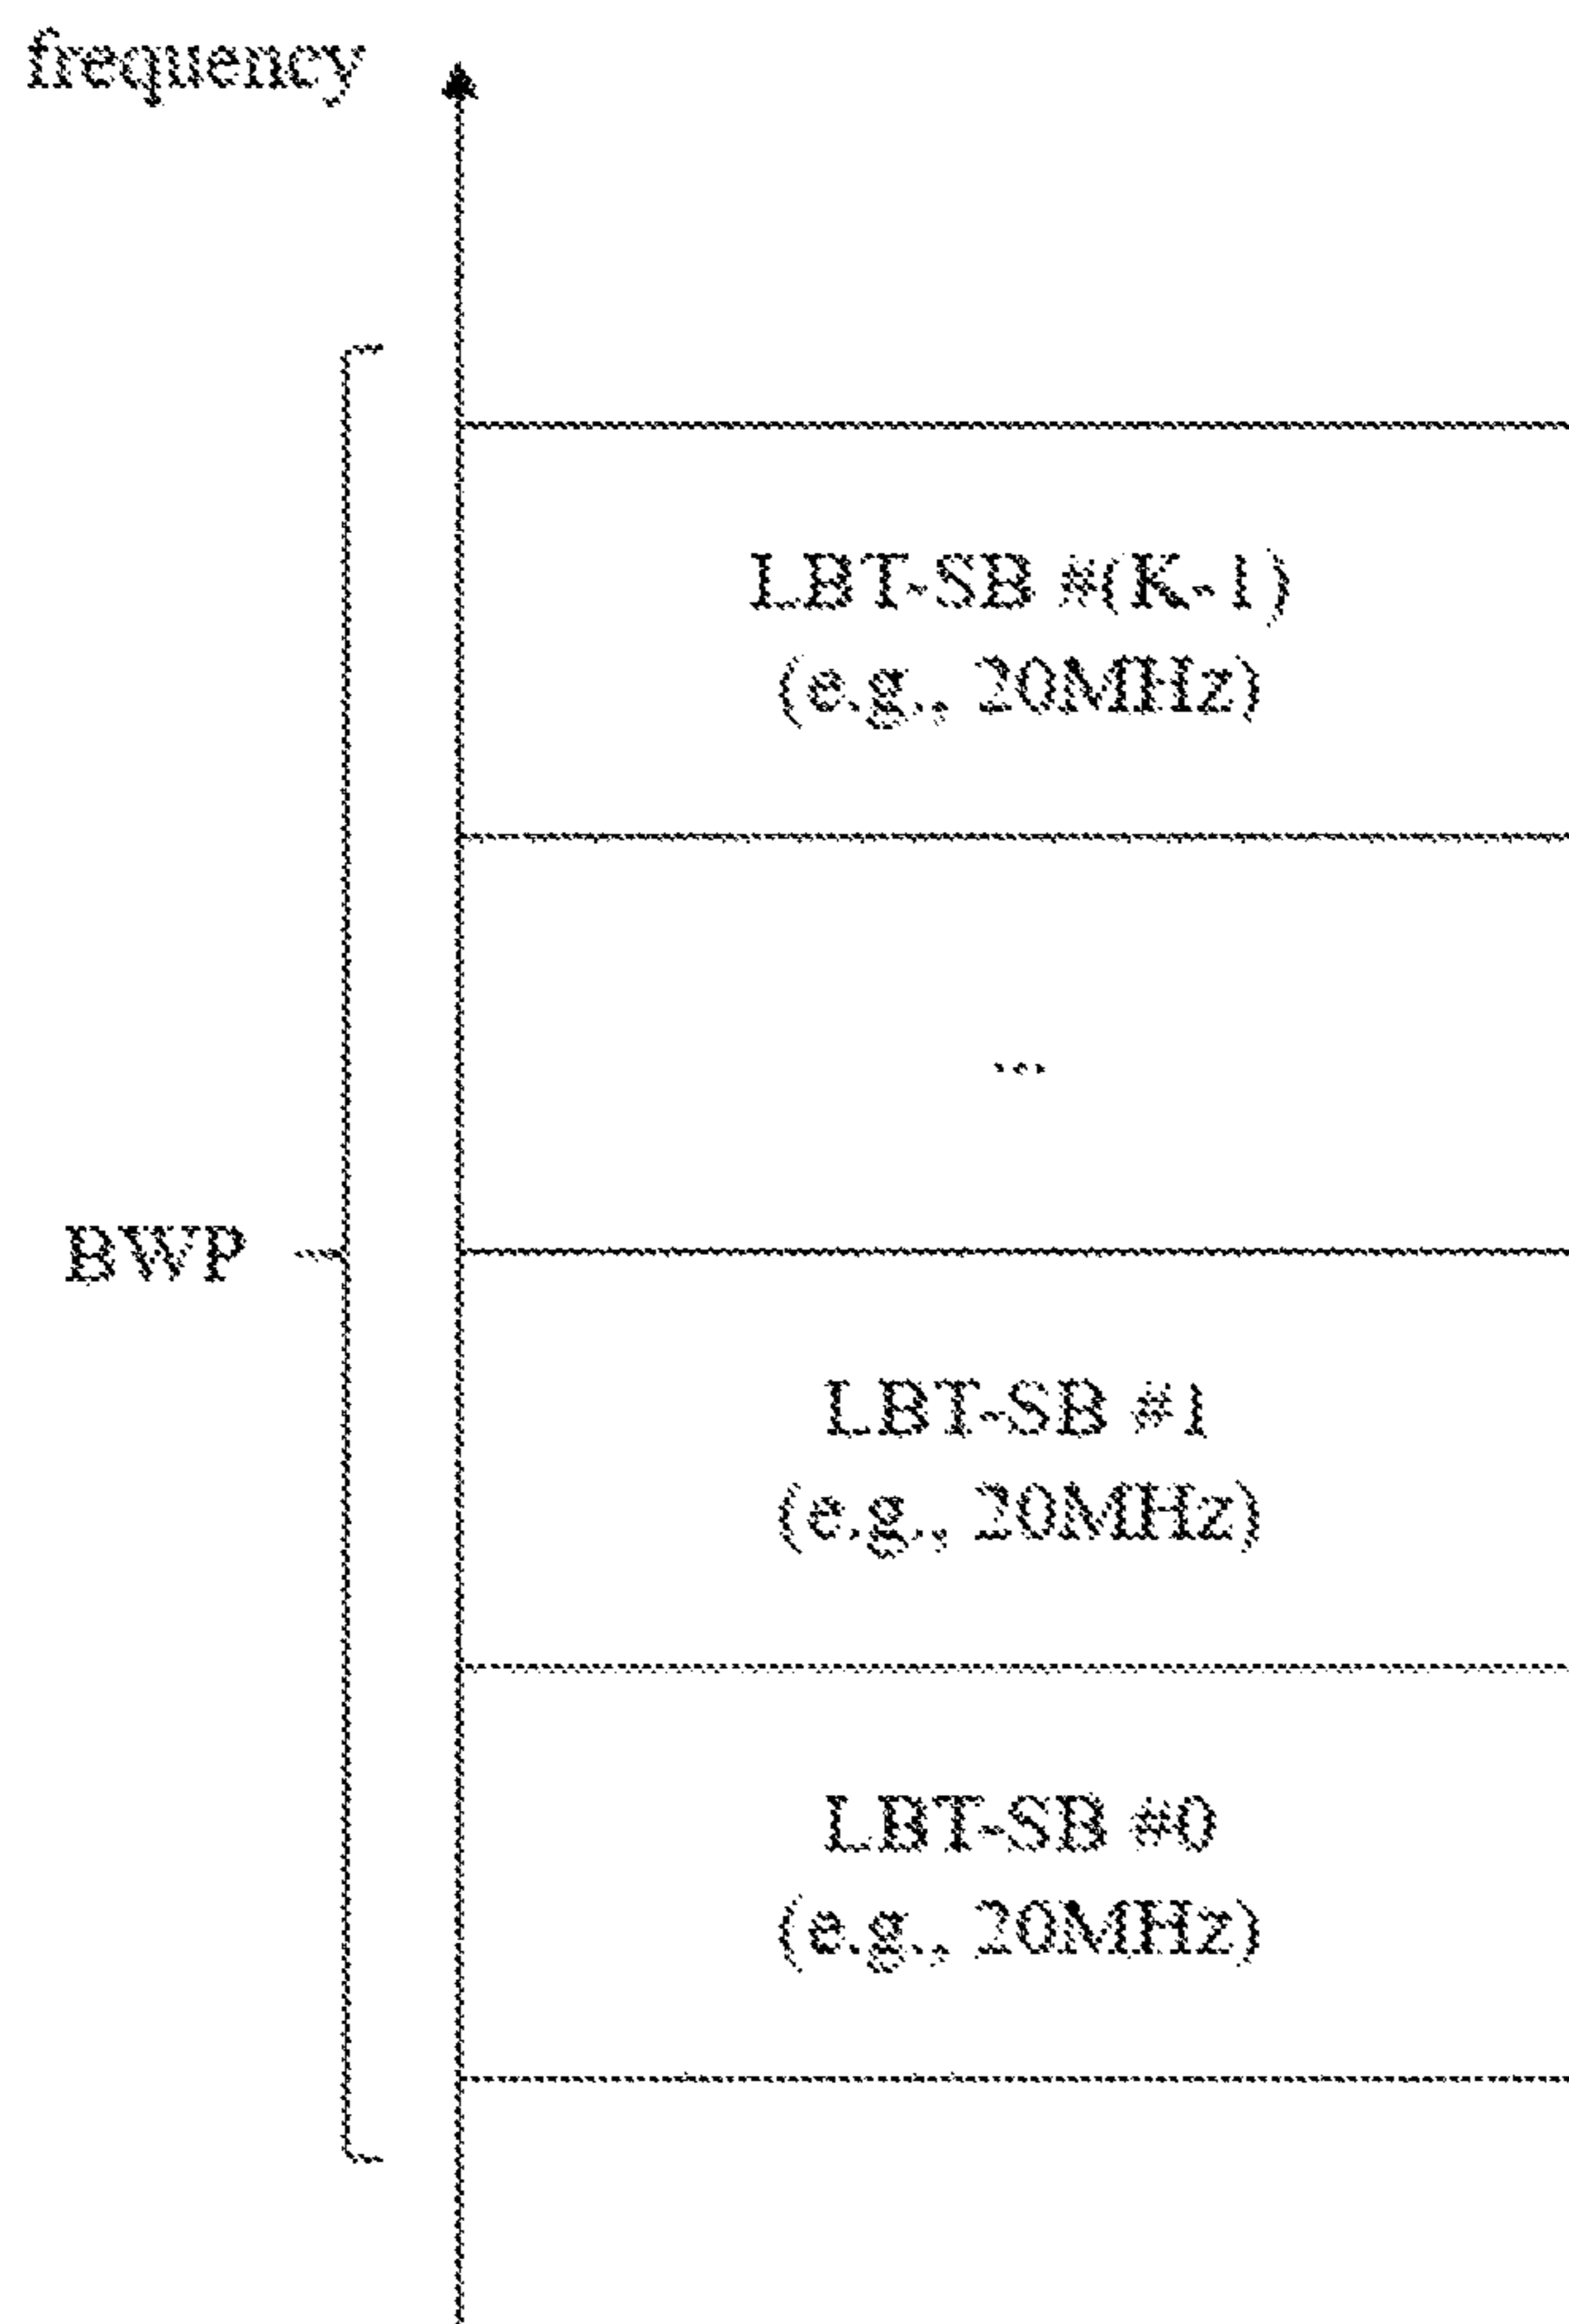 frequency
LBT-SB #(K-1)
(e.g., 20MHz)
...
BWP
LBT-SB #1
(e.g., 20MHz)
LBT-SB #0
(e.g., 20MHz)